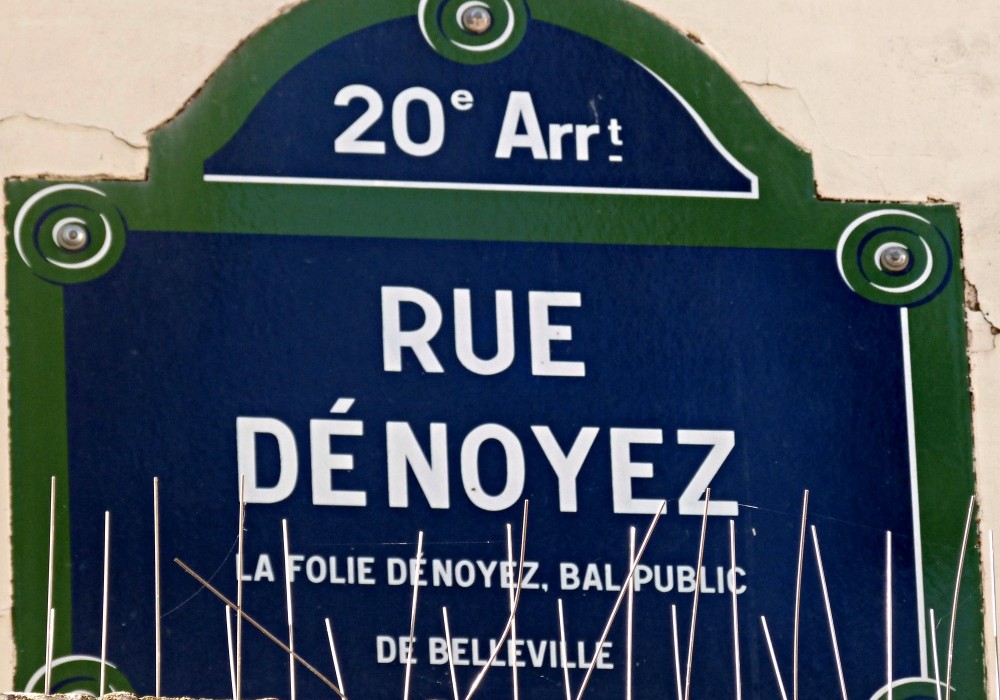 20e Arrt
RUE
DÉNOYEZ
LA FOLIE DÉNOYEZ, BAL PUBLIC
DE BELLEVILLE